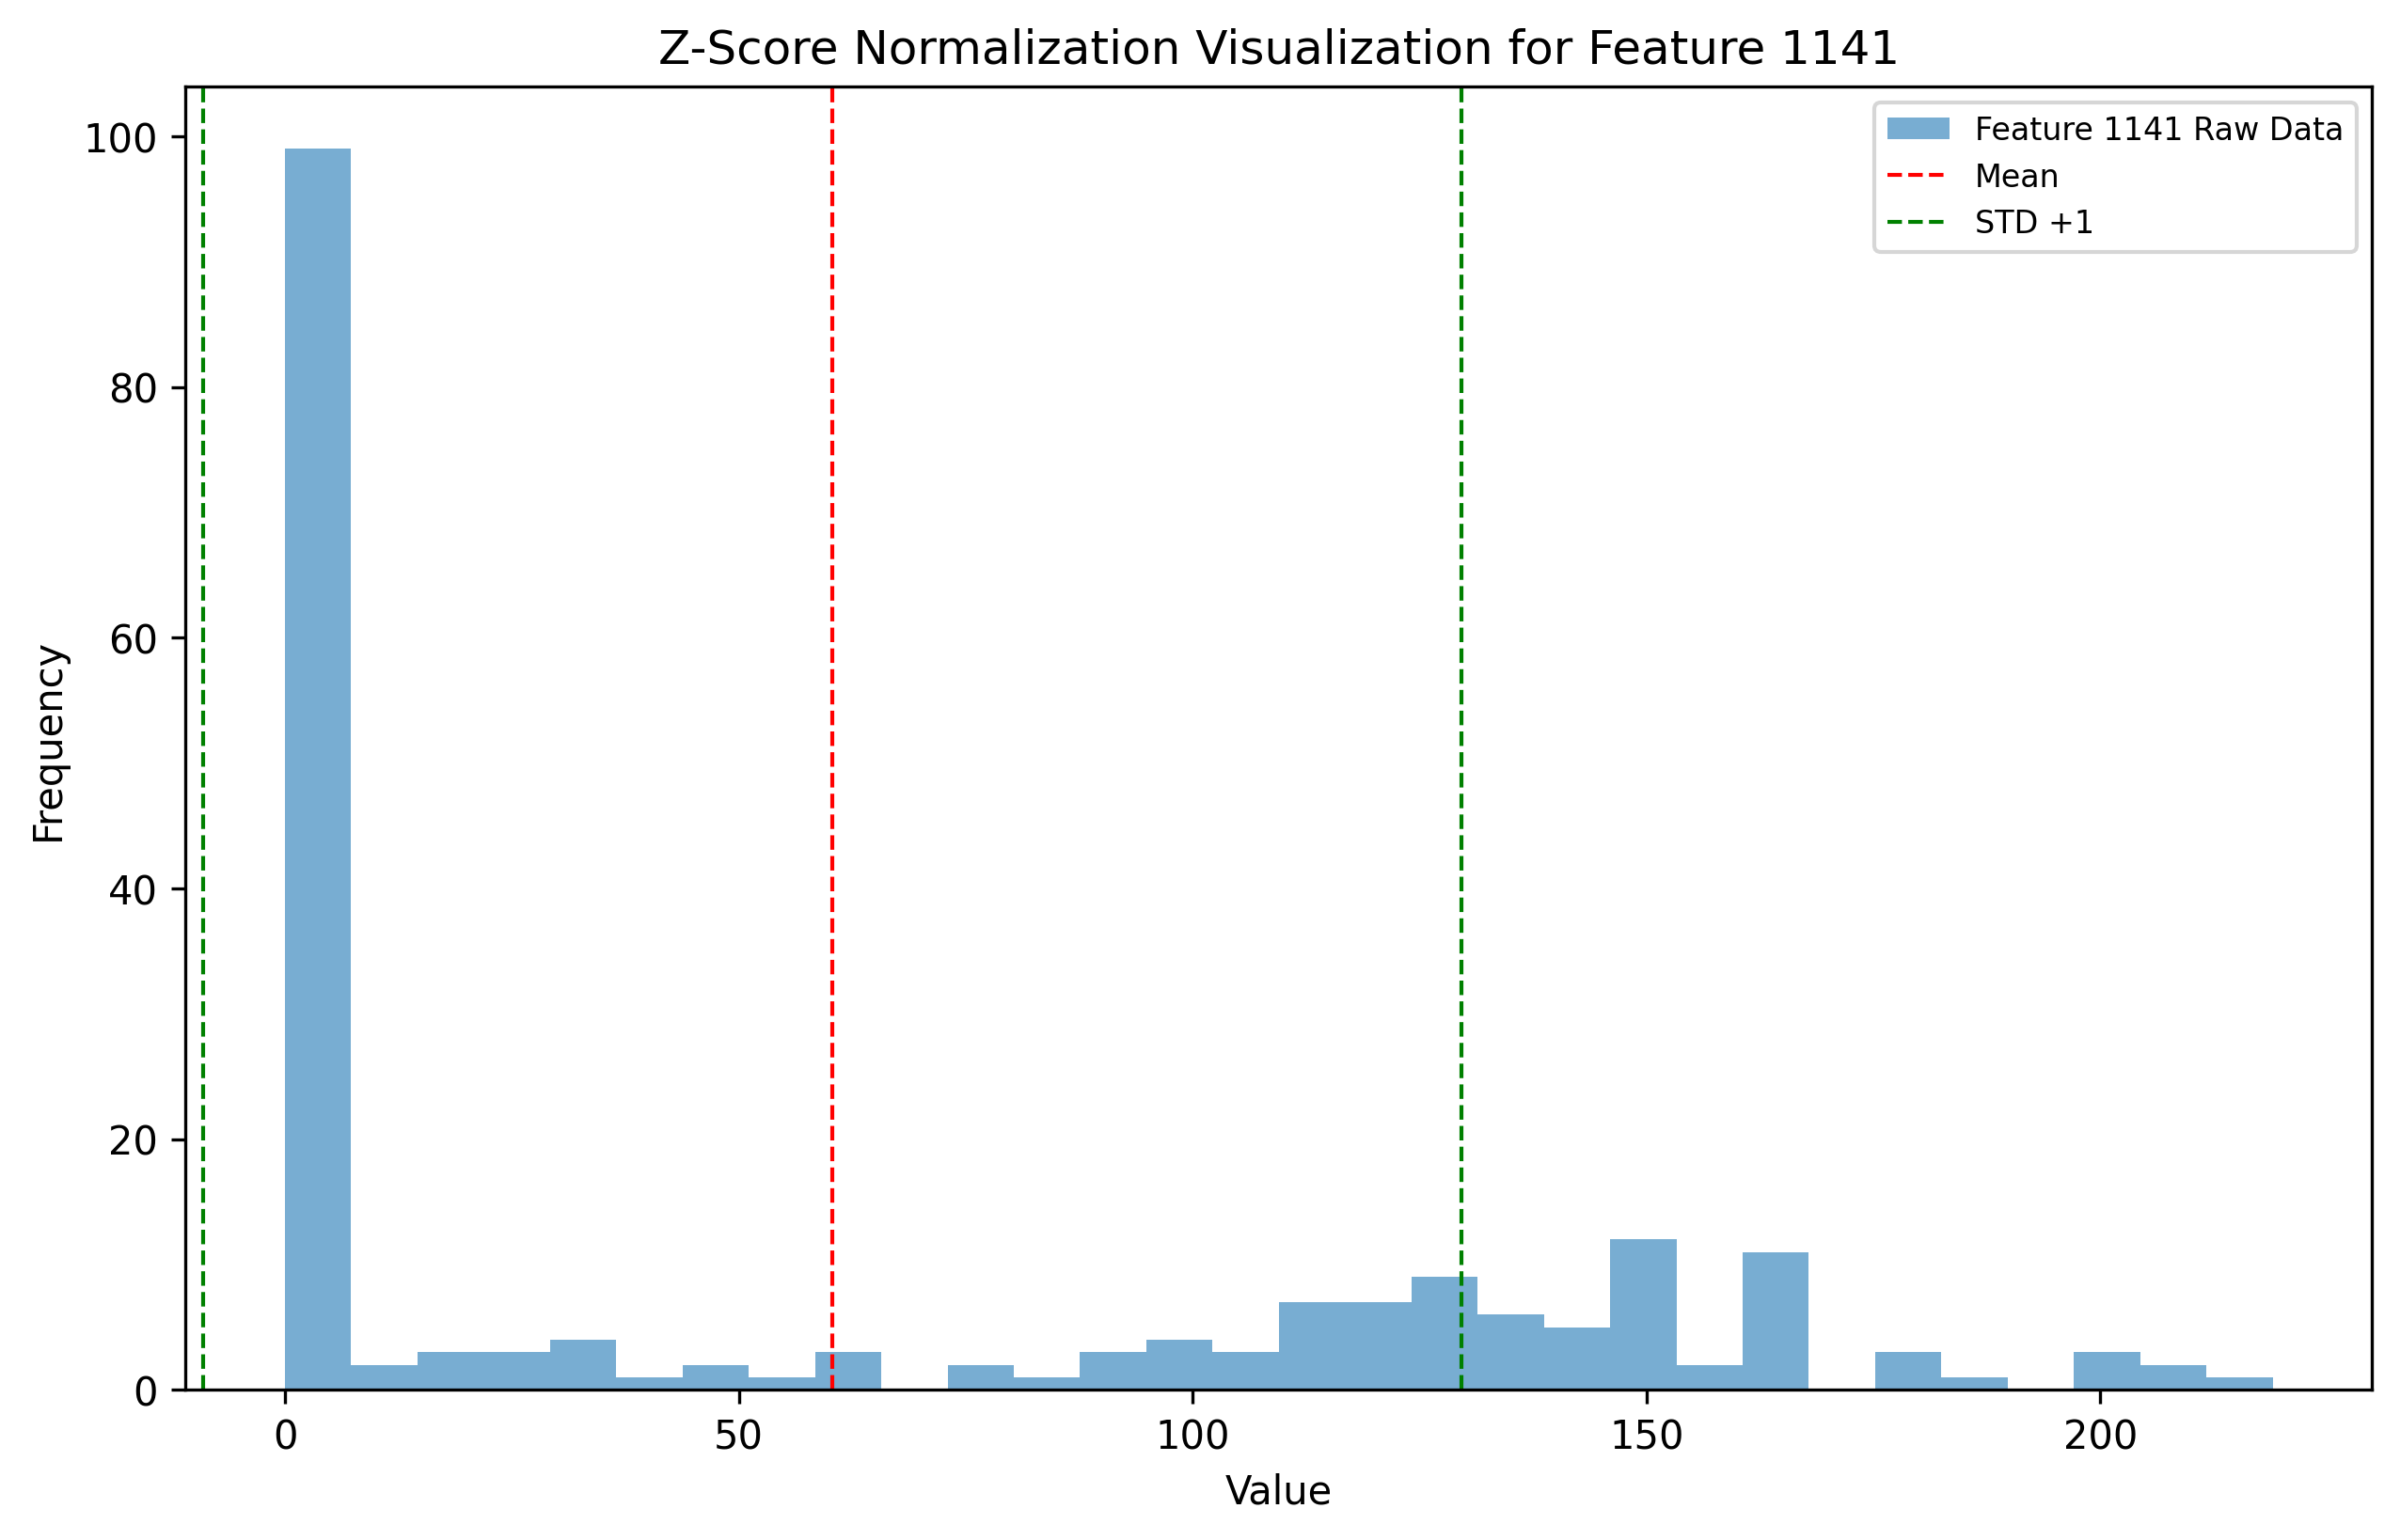 Z-Score Normalization Visualization for Feature 1141
Feature 1141 Raw Data
Mean
STD +1
Frequency
100
80
60
40
20
0
0 50 100 150 200
Value